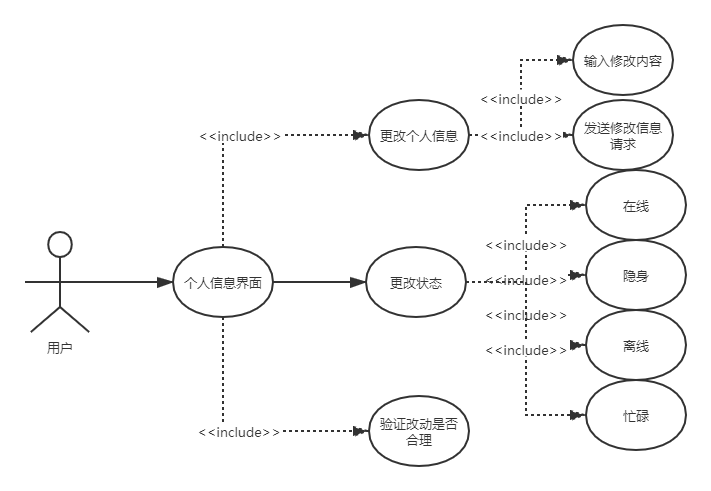 输入修改内容
<<include>>
<<include>>
更改个人信息
<<include>>
发送修改信息
请求
在线
<<include>>
个人信息界面
更改状态
<<include>>
隐身
<<include>>
用户
<<include>>
离线
忙碌
<<include>>
验证改动是否
合理